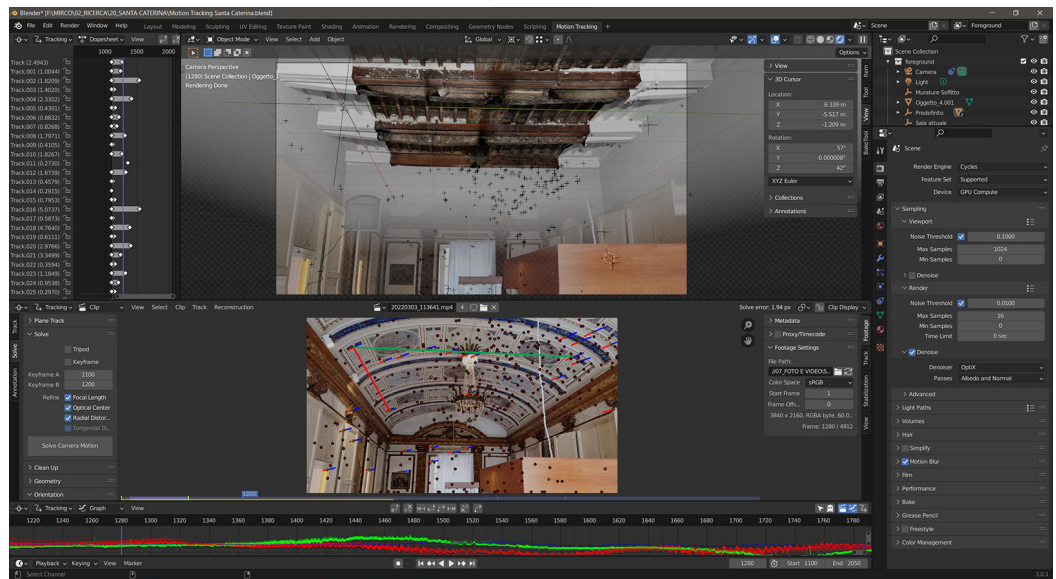 Blender* [F:\MIRCO\02_RICERCA\20_SANTA CATERINA\Motion Tracking Santa Caterina.blend]
File Edit Render Window Help Layout Modeling Sculpting UV Editing Texture Paint Shading Animation Rendering Compositing Geometry Nodes Scripting Motion Tracking + Scene Foreground
Tracking Dopesheet View
Object Mode View Select Add Object Global
Options
1000 1500 2000
Track (2.4943)
Track.001 (1.0044)
Track.002 (1.8209)
Track.003 (1.4020)
Track.004 (2.3302)
Track.005 (0.4301)
Track.006 (0.8832)
Track.007 (0.8268)
Track.008 (1.7971)
Track.009 (0.4105)
Track.010 (1.8267)
Track.011 (0.2730)
Track.012 (1.6739)
Track.013 (0.4579)
Track.014 (0.2915)
Track.015 (0.7953)
Track.016 (5.0737)
Track.017 (0.5873)
Track.018 (4.7640)
Track.019 (0.6111)
Track.020 (2.9766)
Track.021 (3.3499)
Track.022 (0.3594)
Track.023 (1.1849)
Track.024 (0.9538)
Track.025 (0.2970)
Camera Perspective
(1280) Scene Collection | Oggetto_
Rendering Done
View
3D Cursor
Location:
X 6.339 m
Y -5.517 m
Z -1.209 m
Rotation:
X 57°
Y -0.000008°
Z 42°
XYZ Euler
Collections
Annotations
Item
Tool
View
BakeTool
Scene Collection
foreground
Camera
Light
Murature Soffitto
Oggetto_4.001
Predefinito
Sala attuale
Scene
Render Engine Cycles
Feature Set Supported
Device GPU Compute
Sampling
Viewport
Noise Threshold 0.1000
Max Samples 1024
Min Samples 0
Denoise
Render
Noise Threshold 0.0100
Max Samples 16
Min Samples 0
Time Limit 0 sec
Denoise
Denoiser OptiX
Passes Albedo and Normal
Advanced
Light Paths
Volumes
Hair
Simplify
Motion Blur
Film
Performance
Bake
Grease Pencil
Freestyle
Color Management
Tracking Clip View Select Clip Track Reconstruction 20220303_113641.mp4 4 Solve error: 1.94 px Clip Display
Plane Track
Solve
Tripod
Keyframe
Keyframe A 1100
Keyframe B 1200
Refine Focal Length
Optical Center
Radial Distor...
Tangential Di...
Solve Camera Motion
Clean Up
Geometry
Orientation
Track
Solve
Annotation
1280
Metadata
Proxy/Timecode
Footage Settings
File Path:
//07_FOTO E VIDEO\S...
Color Space sRGB
Start Frame 1
Frame Offs... 0
3840 x 2160, RGBA byte, 60.0...
Frame: 1280 / 4912
Footage
Track
Stabilization
View
Tracking Graph View
1220 1240 1260 1280 1300 1320 1340 1360 1380 1400 1420 1440 1460 1480 1500 1520 1540 1560 1580 1600 1620 1640 1660 1680 1700 1720 1740 1760 1780
Playback Keying View Marker 1280 Start 1100 End 2050
Select Channel
3.0.1